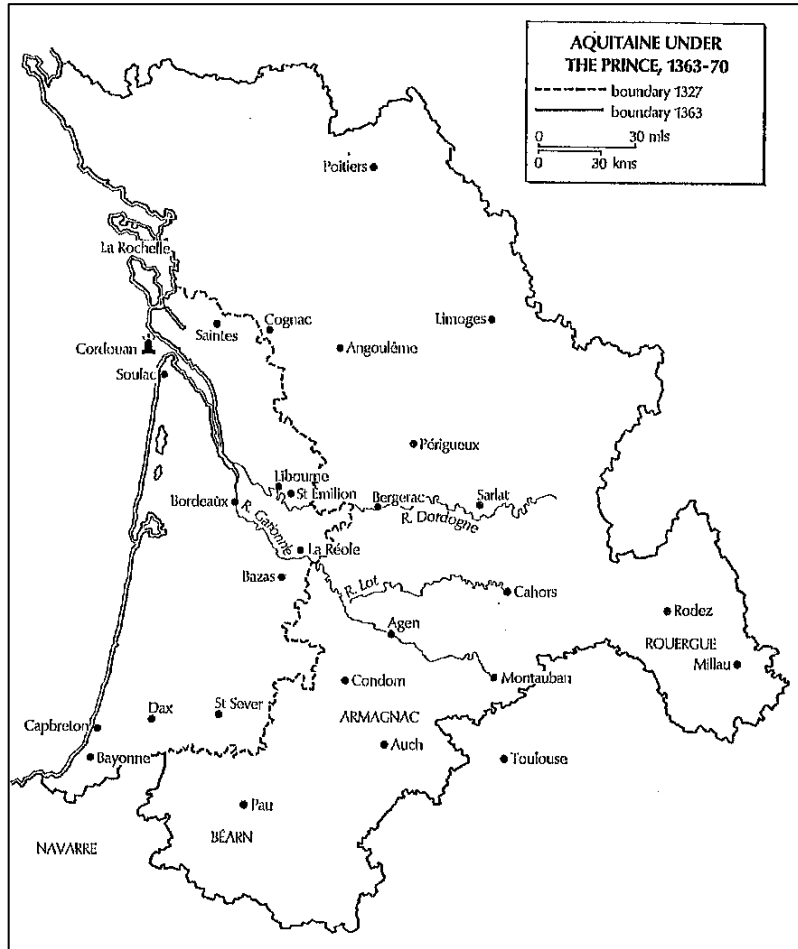 AQUITAINE UNDER
THE PRINCE, 1363-70
boundary 1327
boundary 1363
0 30 mls
0 30 kms
Poitiers
La Rochelle
Saintes
Cognac
Limoges
Cordouan
Angoulême
Soulac
Périgueux
Libourne
St Emilion
Bergerac
Sarlat
Bordeaux
R. Garonne
R. Dordogne
La Réole
Bazas
R. Lot
Cahors
Rodez
Agen
ROUERGUE
Millau
Condom
Montauban
Dax
St Sever
ARMAGNAC
Capbreton
Auch
Bayonne
Toulouse
Pau
BÉARN
NAVARRE